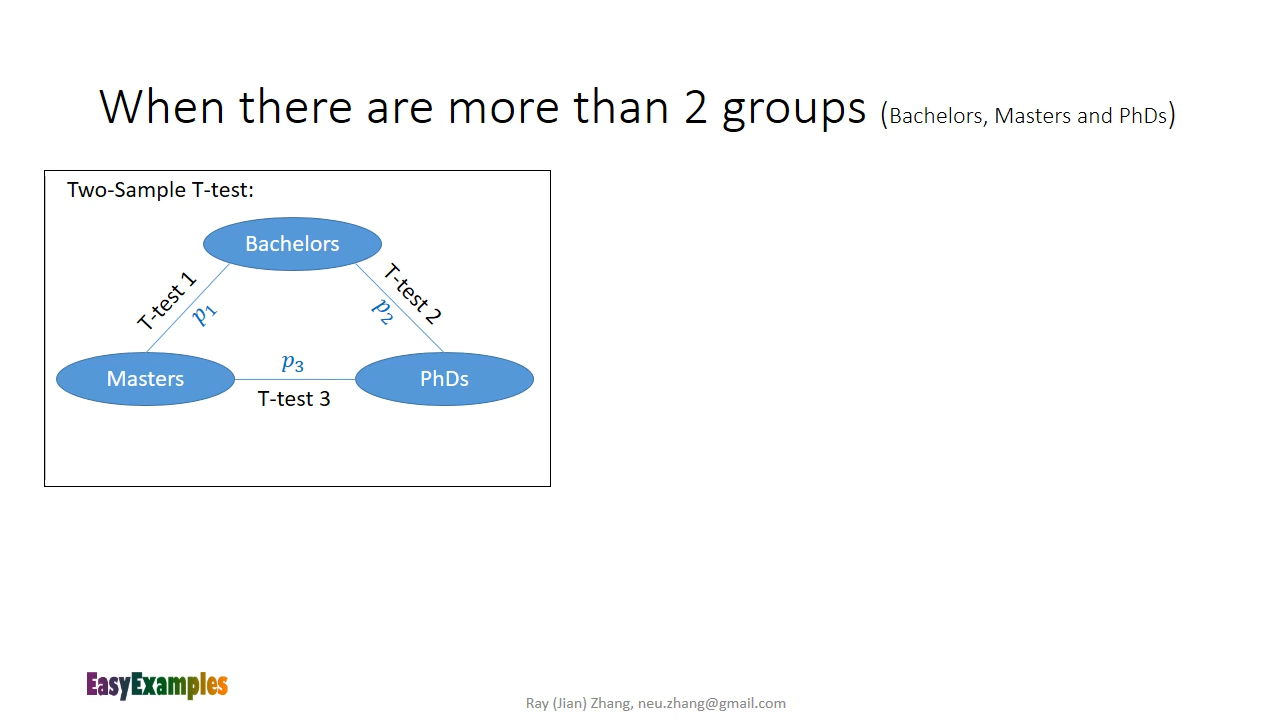 When there are more than 2 groups (Bachelors, Masters and PhDs)
Two-Sample T-test:
Bachelors
T-test 1
p₁
T-test 2
p₂
Masters
p₃
T-test 3
PhDs
EasyExamples
Ray (Jian) Zhang, neu.zhang@gmail.com